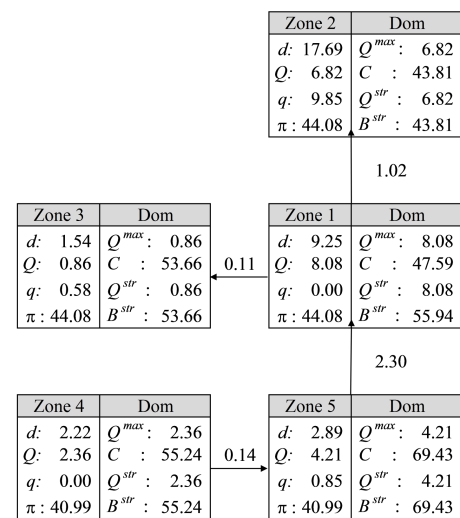 Zone 2 Dom
d: 17.69 Q^max : 6.82
Q: 6.82 C : 43.81
q: 9.85 Q^str : 6.82
π : 44.08 B^str : 43.81
1.02
Zone 3 Dom
d: 1.54 Q^max : 0.86
Q: 0.86 C : 53.66
q: 0.58 Q^str : 0.86
π : 44.08 B^str : 53.66
0.11
Zone 1 Dom
d: 9.25 Q^max : 8.08
Q: 8.08 C : 47.59
q: 0.00 Q^str : 8.08
π : 44.08 B^str : 55.94
2.30
Zone 4 Dom
d: 2.22 Q^max : 2.36
Q: 2.36 C : 55.24
q: 0.00 Q^str : 2.36
π : 40.99 B^str : 55.24
0.14
Zone 5 Dom
d: 2.89 Q^max : 4.21
Q: 4.21 C : 69.43
q: 0.85 Q^str : 4.21
π : 40.99 B^str : 69.43